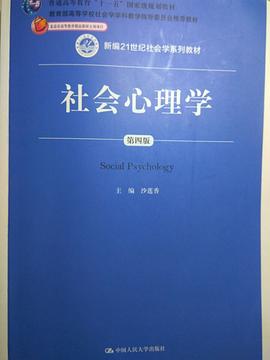 普通高等教育“十一五”国家级规划教材
教育部高等学校社会学学科教学指导委员会推荐教材
新编21世纪社会学系列教材
社会心理学
第四版
Social Psychology
主 编 沙莲香
中国人民大学出版社